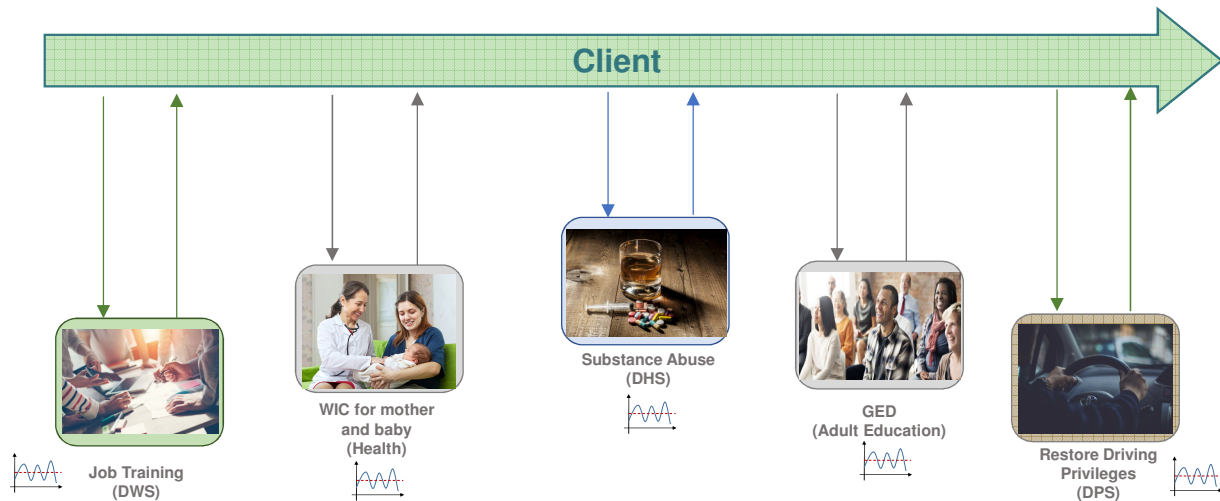 Client
Job Training
(DWS)
WIC for mother
and baby
(Health)
Substance Abuse
(DHS)
GED
(Adult Education)
Restore Driving
Privileges
(DPS)